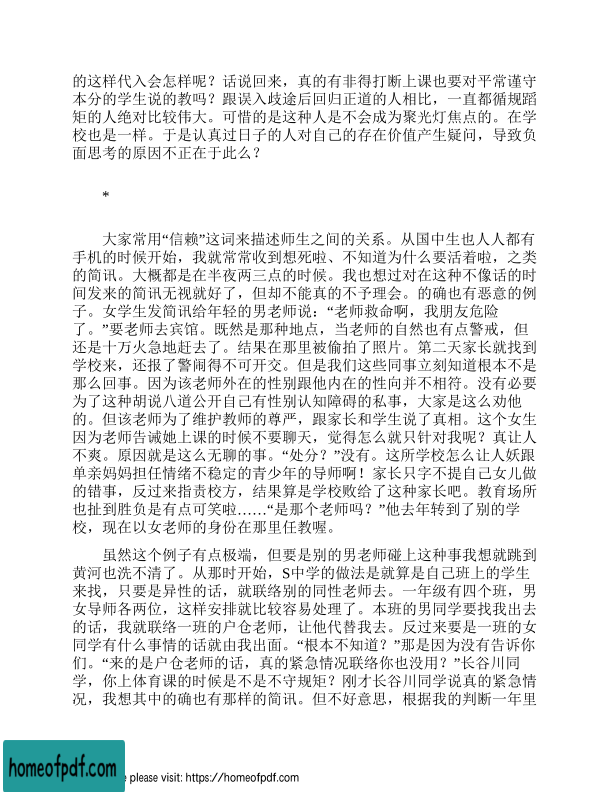 的这样代入会怎样呢？话说回来，真的有非得打断上课也要对平常谨守
本分的学生说的教吗？跟误入歧途后回归正道的人相比，一直都循规蹈
矩的人绝对比较伟大。可惜的是这种人是不会成为聚光灯焦点的。在学
校也是一样。于是认真过日子的人对自己的存在价值产生疑问，导致负
面思考的原因不正在于此么？
*
大家常用“信赖”这词来描述师生之间的关系。从国中生也人人都有
手机的时候开始，我就常常收到想死啦、不知道为什么要活着啦，之类
的简讯。大概都是在半夜两三点的时候。我也想过对在这种不像话的时
间发来的简讯无视就好了，但却不能真的不予理会。的确也有恶意的例
子。女学生发简讯给年轻的男老师说：“老师救命啊，我朋友危险
了。”要老师去宾馆。既然是那种地点，当老师的自然也有点警戒，但
还是十万火急地赶去了。结果在那里被偷拍了照片。第二天家长就找到
学校来，还报了警闹得不可开交。但是我们这些同事立刻知道根本不是
那么回事。因为该老师外在的性别跟他内在的性向并不相符。没有必要
为了这种胡说八道公开自己有性别认知障碍的私事，大家是这么劝他
的。但该老师为了维护教师的尊严，跟家长和学生说了真相。这个女生
因为老师告诫她上课的时候不要聊天，觉得怎么就只针对我呢？真让人
不爽。原因就是这么无聊的事。“处分？”没有。这所学校怎么让人妖跟
单亲妈妈担任情绪不稳定的青少年的导师啊！家长只字不提自己女儿做
的错事，反过来指责校方，结果算是学校败给了这种家长吧。教育场所
也扯到胜负是有点可笑啦……“是那个老师吗？”他去年转到了别的学
校，现在以女老师的身份在那里任教喔。
虽然这个例子有点极端，但要是别的男老师碰上这种事我想就跳到
黄河也洗不清了。从那时开始，S中学的做法是就算是自己班上的学生
来找，只要是异性的话，就联络别的同性老师去。一年级有四个班，男
女导师各两位，这样安排就比较容易处理了。本班的男同学要找我出去
的话，我就联络一班的户仓老师，让他代替我去。反过来要是一班的女
同学有什么事情的话就由我出面。“根本不知道？”那是因为没有告诉你
们。“来的是户仓老师的话，真的紧急情况联络你也没用？”长谷川同
学，你上体育课的时候是不是不守规矩？刚才长谷川同学说真的紧急情
况，我想其中的确也有那样的简讯。但不好意思，根据我的判断一年里
homeofpdf.com
e please visit: https://homeofpdf.com